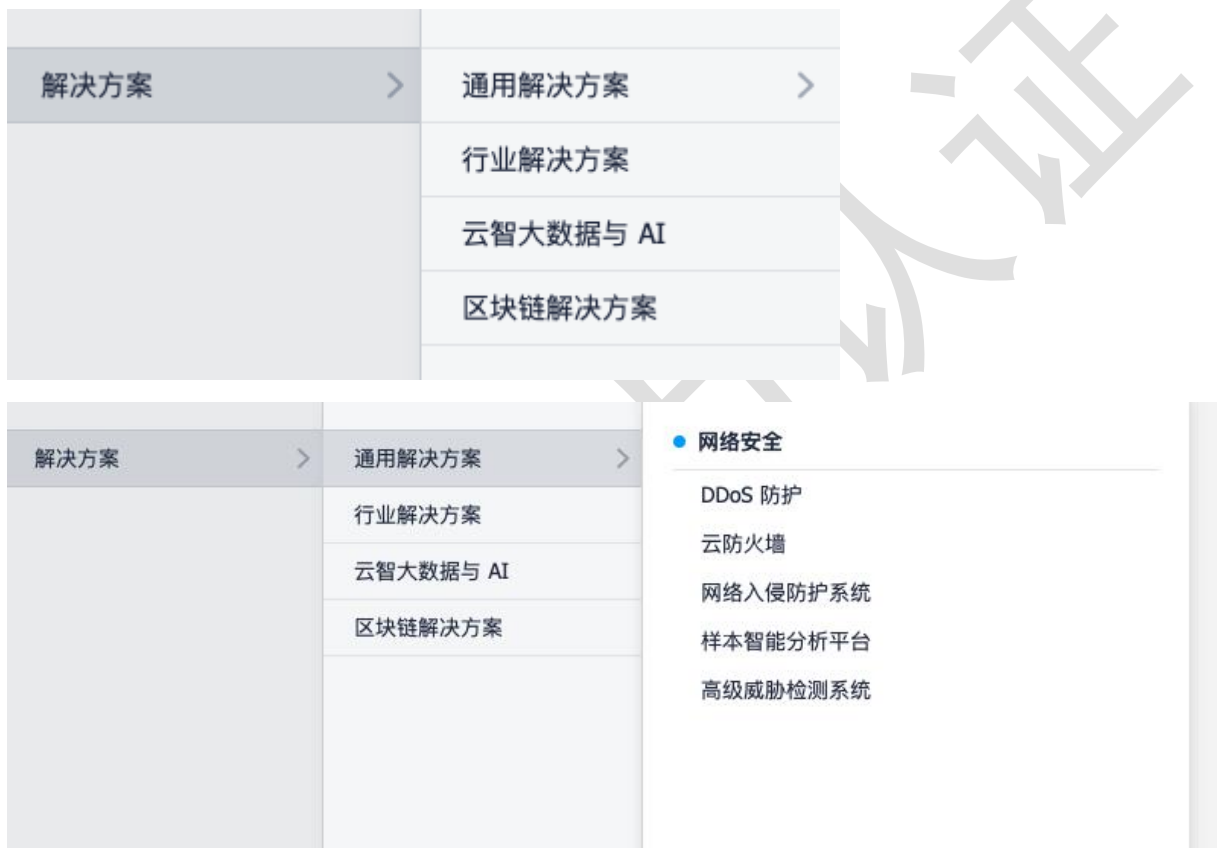 解决方案
通用解决方案
行业解决方案
云智大数据与 AI
区块链解决方案
解决方案
通用解决方案
行业解决方案
云智大数据与 AI
区块链解决方案
网络安全
DDoS 防护
云防火墙
网络入侵防护系统
样本智能分析平台
高级威胁检测系统
认证